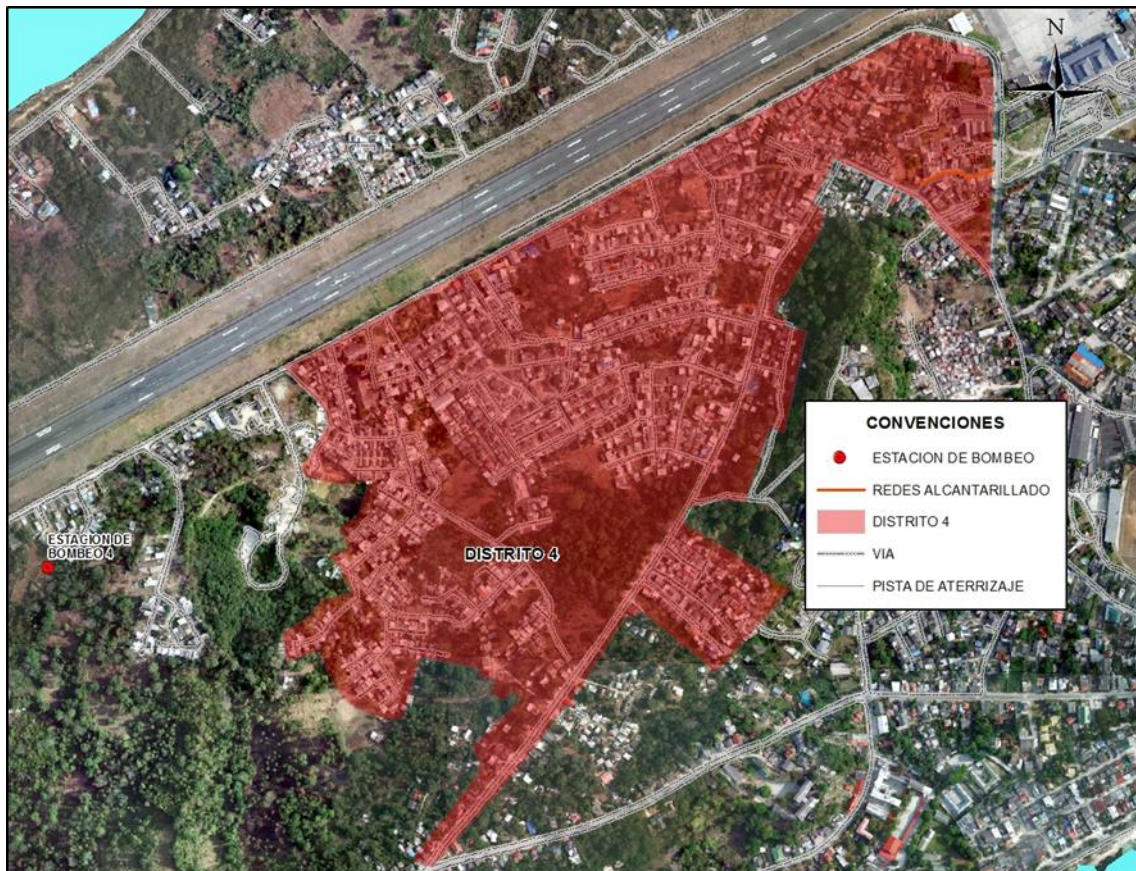 N
ESTACION DE
BOMBEO 4
DISTRITO 4
CONVENCIONES
ESTACION DE BOMBEO
REDES ALCANTARILLADO
DISTRITO 4
VIA
PISTA DE ATERRIZAJE